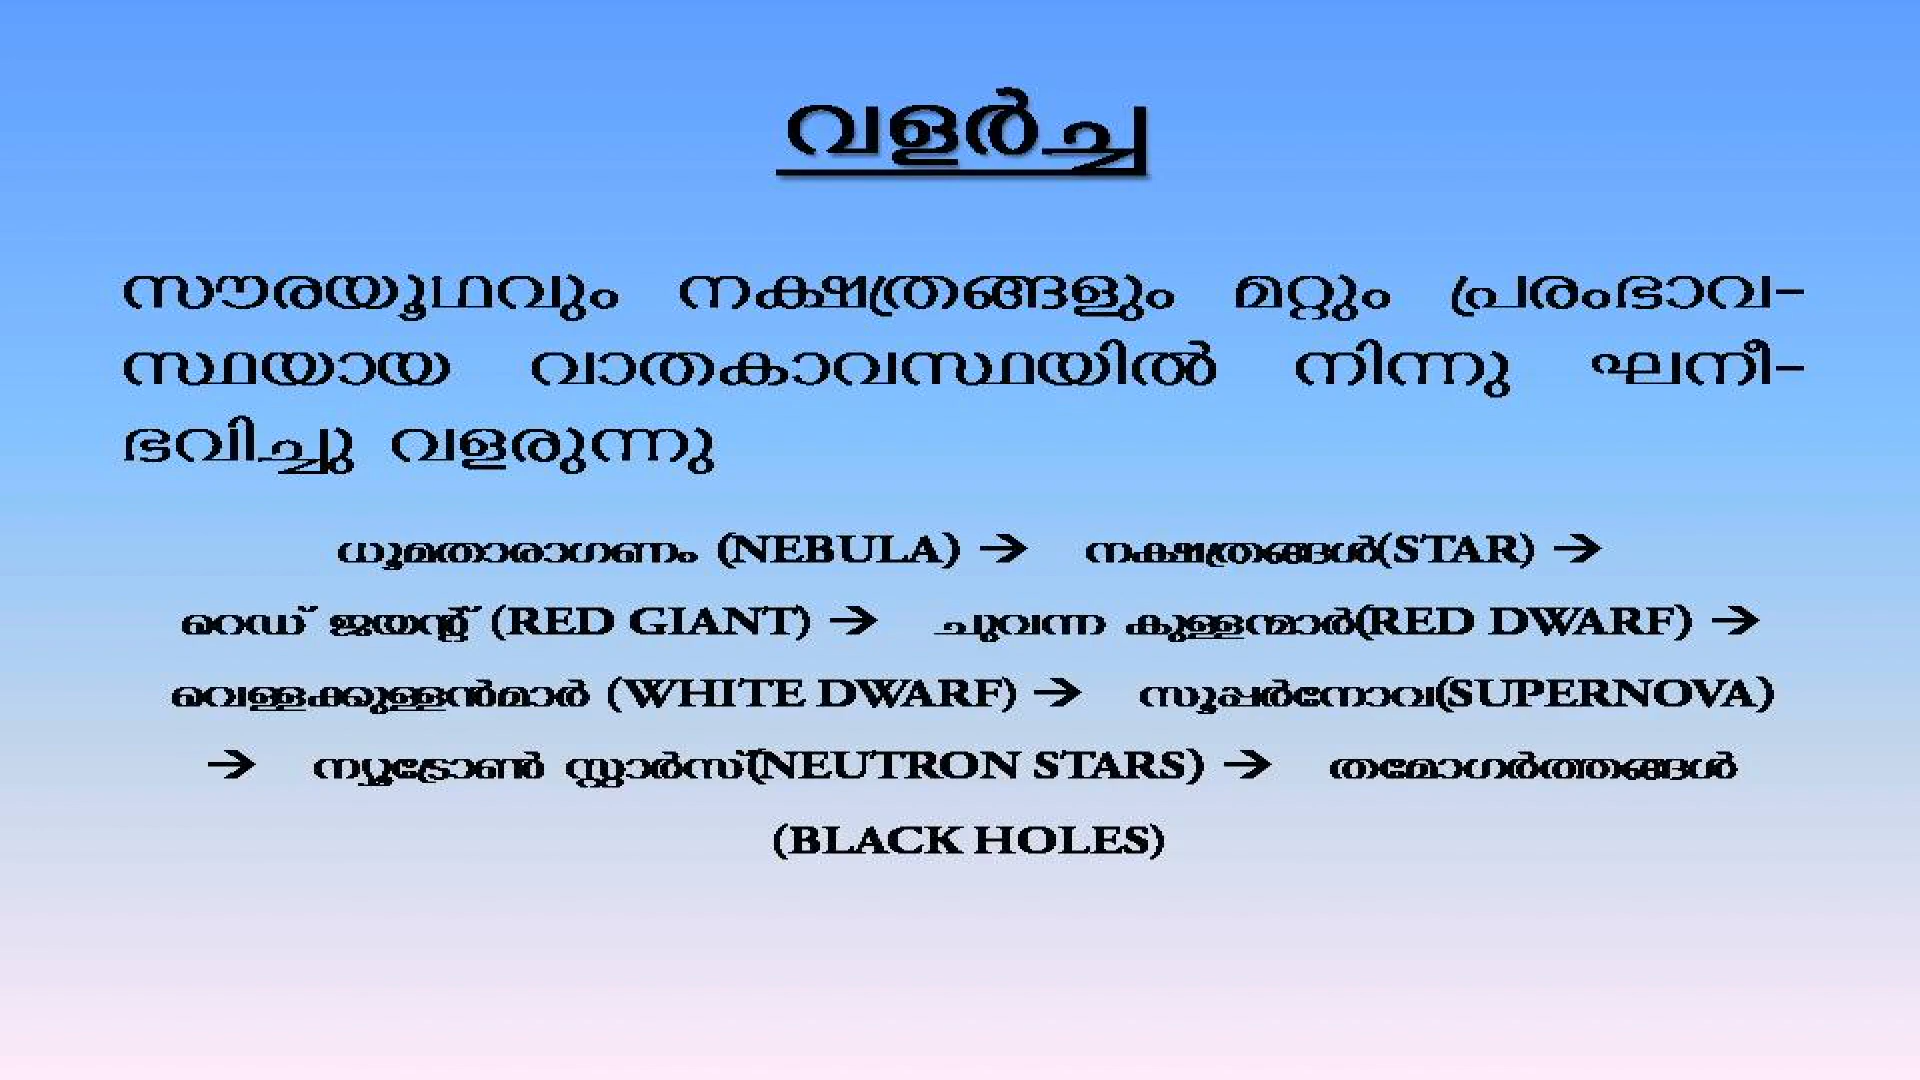 വളർച്ച
സൗരയൂഥവും നക്ഷത്രങ്ങളും മറ്റും പ്രരംഭാവ-
സ്ഥയായ വാതകാവസ്ഥയിൽ നിന്നു ഘനീ-
ഭവിച്ചു വളരുന്നു
ധൂമതാരാഗണം (NEBULA) → നക്ഷത്രങ്ങൾ(STAR) →
റെഡ് ജയന്റ് (RED GIANT) → ചുവന്ന കുള്ളന്മാർ(RED DWARF) →
വെള്ളക്കുള്ളൻമാർ (WHITE DWARF) → സൂപ്പർനോവ(SUPERNOVA)
→ ന്യൂട്രോൺ സ്റ്റാർസ്(NEUTRON STARS) → തമോഗർത്തങ്ങൾ
(BLACK HOLES)